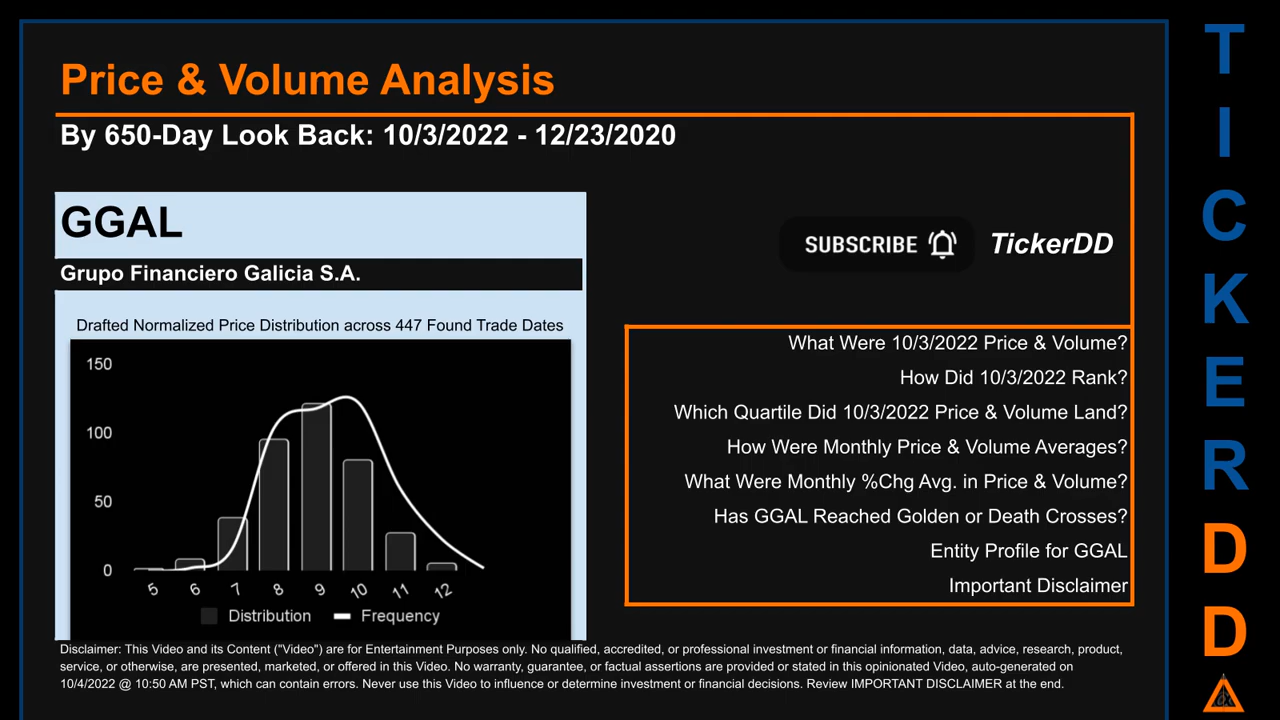 Price & Volume Analysis
By 650-Day Look Back: 10/3/2022 - 12/23/2020
GGAL
Grupo Financiero Galicia S.A.
Drafted Normalized Price Distribution across 447 Found Trade Dates
150
100
50
0
5 6 7 8 9 10 11 12
Distribution Frequency
SUBSCRIBE TickerDD
What Were 10/3/2022 Price & Volume?
How Did 10/3/2022 Rank?
Which Quartile Did 10/3/2022 Price & Volume Land?
How Were Monthly Price & Volume Averages?
What Were Monthly %Chg Avg. in Price & Volume?
Has GGAL Reached Golden or Death Crosses?
Entity Profile for GGAL
Important Disclaimer
Disclaimer: This Video and its Content ("Video") are for Entertainment Purposes only. No qualified, accredited, or professional investment or financial information, data, advice, research, product,
service, or otherwise, are presented, marketed, or offered in this Video. No warranty, guarantee, or factual assertions are provided or stated in this opinionated Video, auto-generated on
10/4/2022 @ 10:50 AM PST, which can contain errors. Never use this Video to influence or determine investment or financial decisions. Review IMPORTANT DISCLAIMER at the end.
T
I
C
K
E
R
D
D